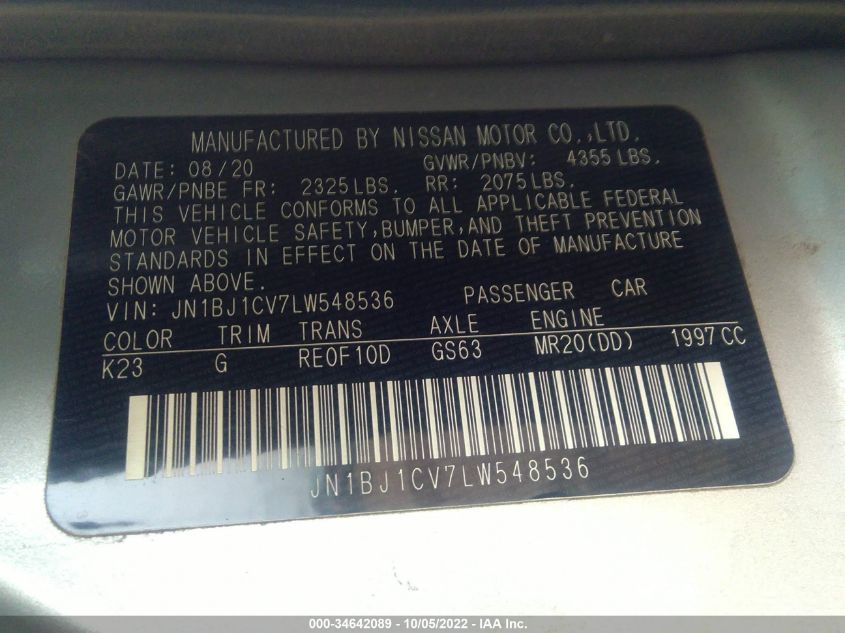 MANUFACTURED BY NISSAN MOTOR CO.,LTD.
DATE: 08/20 GVWR/PNBV: 4355 LBS.
GAWR/PNBE FR: 2325 LBS. RR: 2075 LBS.
THIS VEHICLE CONFORMS TO ALL APPLICABLE FEDERAL
MOTOR VEHICLE SAFETY, BUMPER, AND THEFT PREVENTION
STANDARDS IN EFFECT ON THE DATE OF MANUFACTURE
SHOWN ABOVE.
VIN: JN1BJ1CV7LW548536 PASSENGER CAR
COLOR TRIM TRANS AXLE ENGINE
K23 G RE0F10D GS63 MR20(DD) 1997 CC
JN1BJ1CV7LW548536
000-34642089 - 10/05/2022 - IAA Inc.